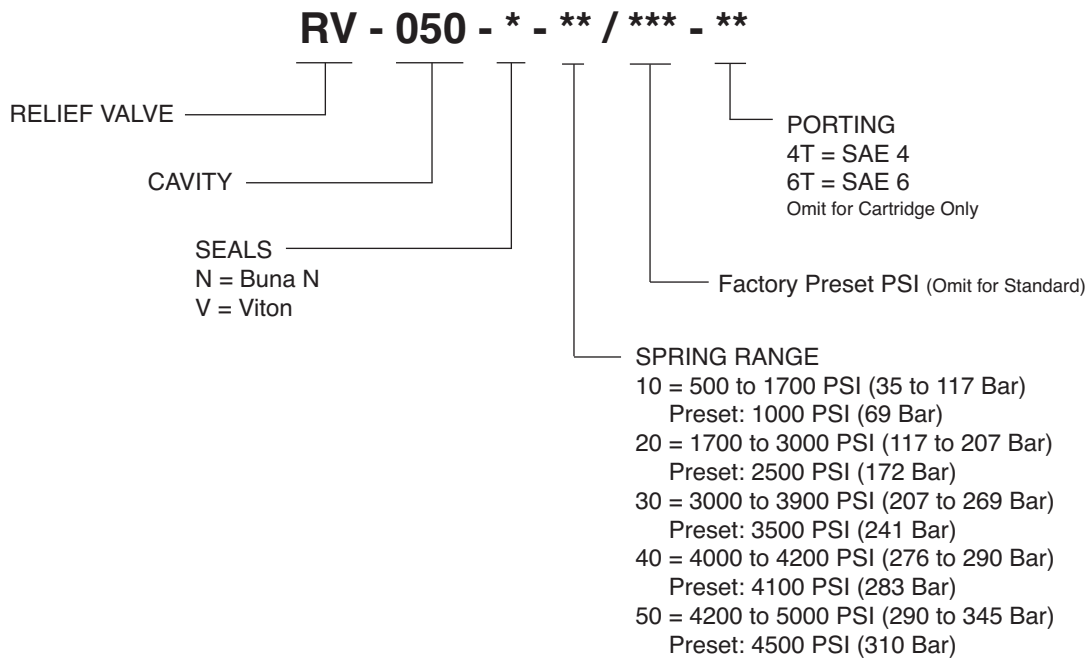 RV - 050 - * - ** / *** - **
RELIEF VALVE
CAVITY
SEALS
N = Buna N
V = Viton
PORTING
4T = SAE 4
6T = SAE 6
Omit for Cartridge Only
Factory Preset PSI (Omit for Standard)
SPRING RANGE
10 = 500 to 1700 PSI (35 to 117 Bar)
Preset: 1000 PSI (69 Bar)
20 = 1700 to 3000 PSI (117 to 207 Bar)
Preset: 2500 PSI (172 Bar)
30 = 3000 to 3900 PSI (207 to 269 Bar)
Preset: 3500 PSI (241 Bar)
40 = 4000 to 4200 PSI (276 to 290 Bar)
Preset: 4100 PSI (283 Bar)
50 = 4200 to 5000 PSI (290 to 345 Bar)
Preset: 4500 PSI (310 Bar)